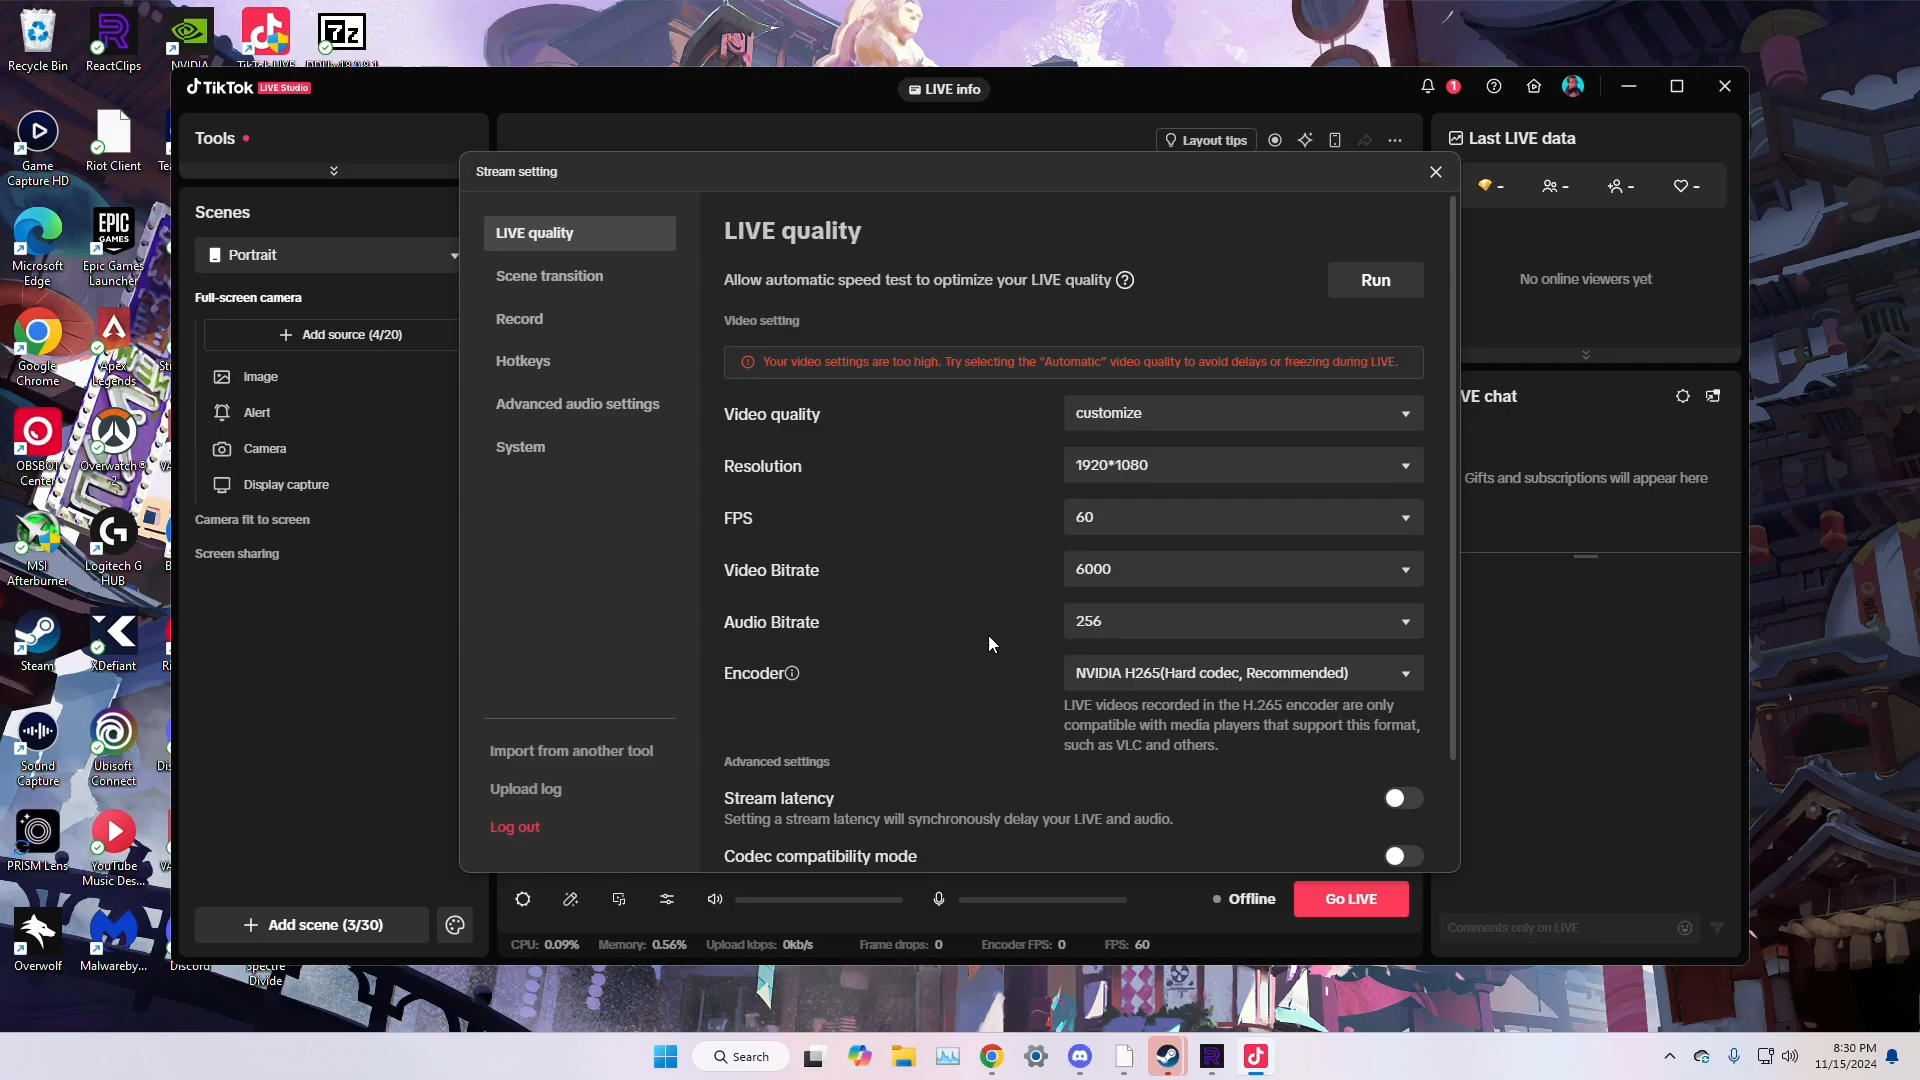 Recycle Bin
ReactClips
NVIDIA
TikTok LIVE
7z
TikTok LIVE Studio
LIVE info
1
Tools
Layout tips
Last LIVE data
Game Capture HD
Riot Client
Stream setting
Scenes
Portrait
LIVE quality
Scene transition
Record
Hotkeys
Advanced audio settings
System
Import from another tool
Upload log
Log out
LIVE quality
Allow automatic speed test to optimize your LIVE quality
Run
Video setting
Your video settings are too high. Try selecting the “Automatic” video quality to avoid delays or freezing during LIVE.
Video quality
customize
Resolution
1920*1080
FPS
60
Video Bitrate
6000
Audio Bitrate
256
Encoder
NVIDIA H265(Hard codec, Recommended)
LIVE videos recorded in the H.265 encoder are only
compatible with media players that support this format,
such as VLC and others.
Advanced settings
Stream latency
Setting a stream latency will synchronously delay your LIVE and audio.
Codec compatibility mode
Full-screen camera
Add source (4/20)
Image
Alert
Camera
Display capture
Camera fit to screen
Screen sharing
Add scene (3/30)
No online viewers yet
VE chat
Gifts and subscriptions will appear here
Comments only on LIVE
Offline
Go LIVE
CPU: 0.09%
Memory: 0.56%
Upload kbps: 0kb/s
Frame drops: 0
Encoder FPS: 0
FPS: 60
Microsoft Edge
EPIC GAMES
Epic Games Launcher
Google Chrome
Apex Legends
OBSBOT Center
Overwatch® 2
MSI Afterburner
Logitech G HUB
Steam
XDefiant
Sound Capture
Ubisoft Connect
PRISM Lens
YouTube Music Des...
Overwolf
Malwareby...
Discord
Spectre Divide
Search
8:30 PM
11/15/2024